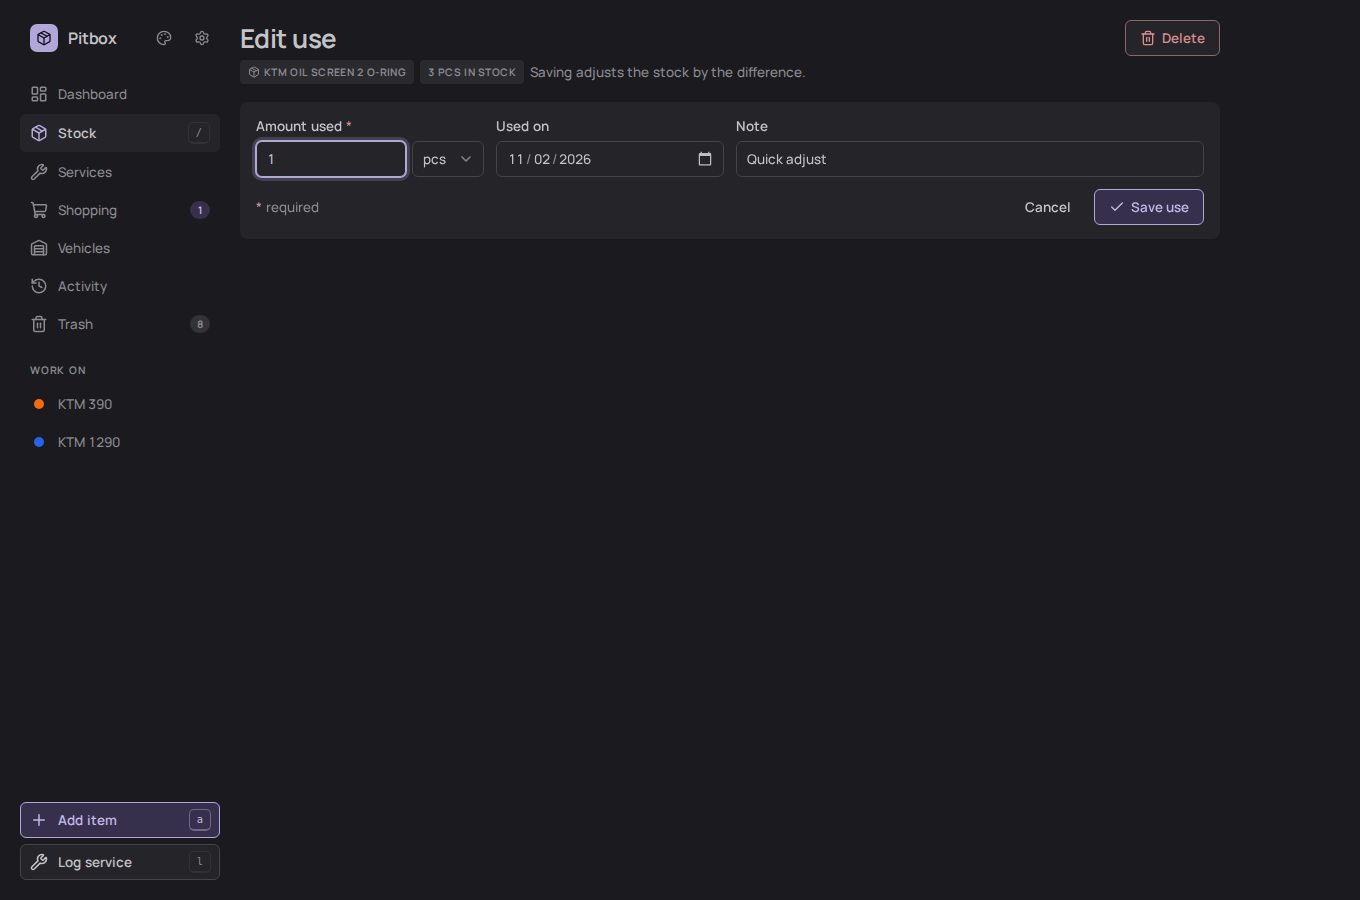 Pitbox
Dashboard
Stock /
Services
Shopping 1
Vehicles
Activity
Trash 8
WORK ON
KTM 390
KTM 1290
Add item a
Log service l
Edit use
Delete
KTM OIL SCREEN 2 O-RING 3 PCS IN STOCK Saving adjusts the stock by the difference.
Amount used * Used on Note
1 pcs 11/02/2026 Quick adjust
* required Cancel Save use